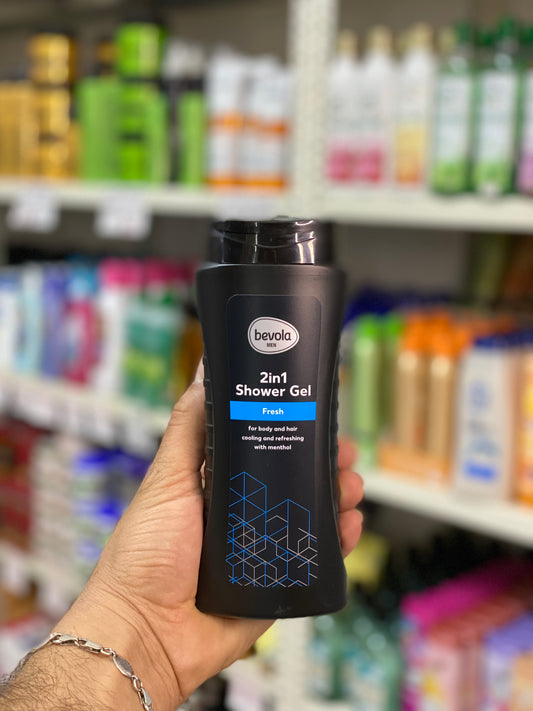 bevola
MEN
2in1
Shower Gel
Fresh
for body and hair
cooling and refreshing
with menthol